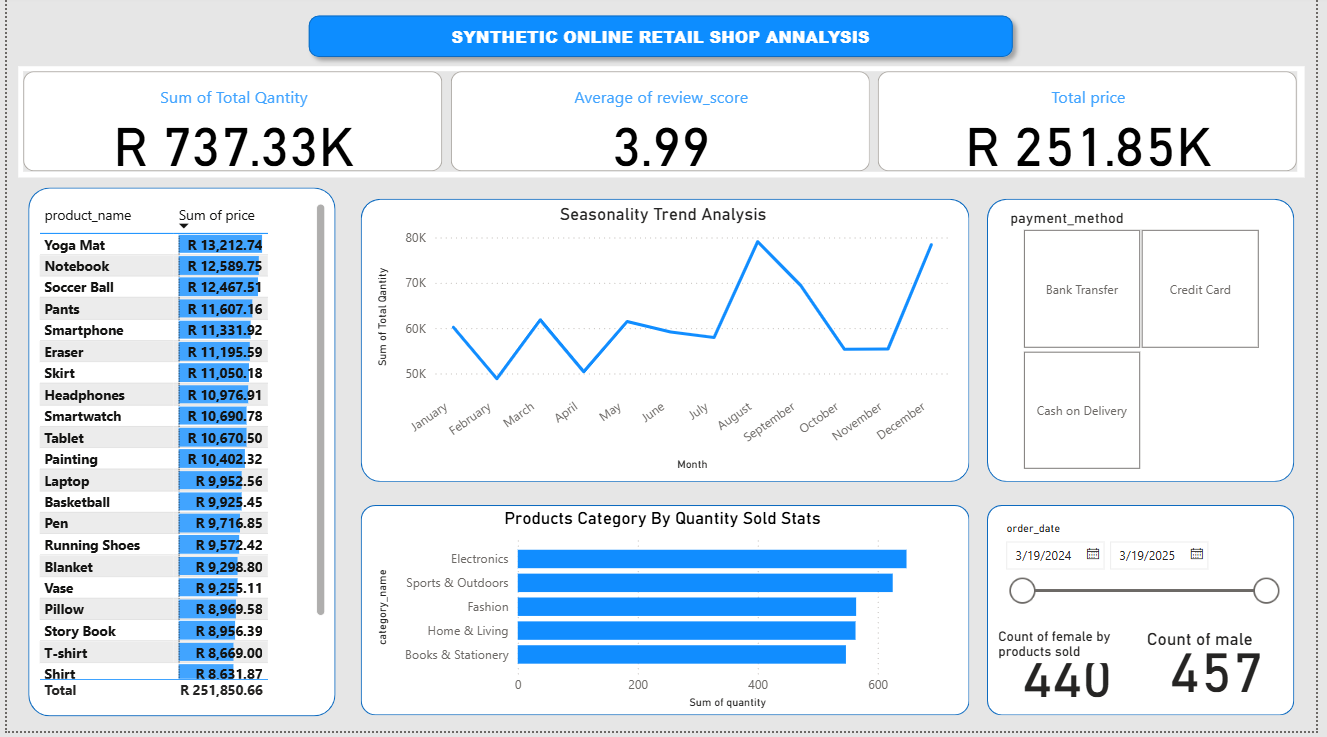 SYNTHETIC ONLINE RETAIL SHOP ANNALYSIS
Sum of Total Qantity
R 737.33K
Average of review_score
3.99
Total price
R 251.85K
product_name Sum of price
Yoga Mat R 13,212.74
Notebook R 12,589.75
Soccer Ball R 12,467.51
Pants R 11,607.16
Smartphone R 11,331.92
Eraser R 11,195.59
Skirt R 11,050.18
Headphones R 10,976.91
Smartwatch R 10,690.78
Tablet R 10,670.50
Painting R 10,402.32
Laptop R 9,952.56
Basketball R 9,925.45
Pen R 9,716.85
Running Shoes R 9,572.42
Blanket R 9,298.80
Vase R 9,255.11
Pillow R 8,969.58
Story Book R 8,956.39
T-shirt R 8,669.00
Shirt R 8,631.87
Total R 251,850.66
Seasonality Trend Analysis
Sum of Total Qantity
80K
70K
60K
50K
January February March April May June July August September October November December
Month
payment_method
Bank Transfer
Credit Card
Cash on Delivery
Products Category By Quantity Sold Stats
category_name
Electronics
Sports & Outdoors
Fashion
Home & Living
Books & Stationery
0 200 400 600
Sum of quantity
order_date
3/19/2024 3/19/2025
Count of female by
products sold
440
Count of male
457